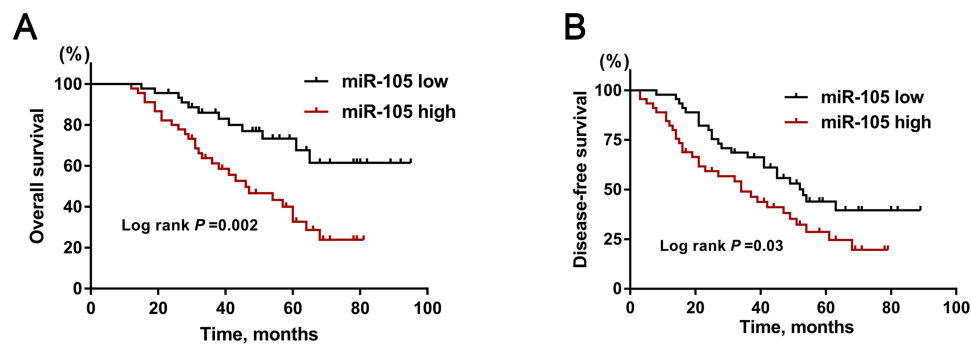 A
(%)
100
80
60
40
20
0
Overall survival
miR-105 low
miR-105 high
Log rank P =0.002
0 20 40 60 80 100
Time, months
B
(%)
100
75
50
25
0
Disease-free survival
miR-105 low
miR-105 high
Log rank P =0.03
0 20 40 60 80 100
Time, months